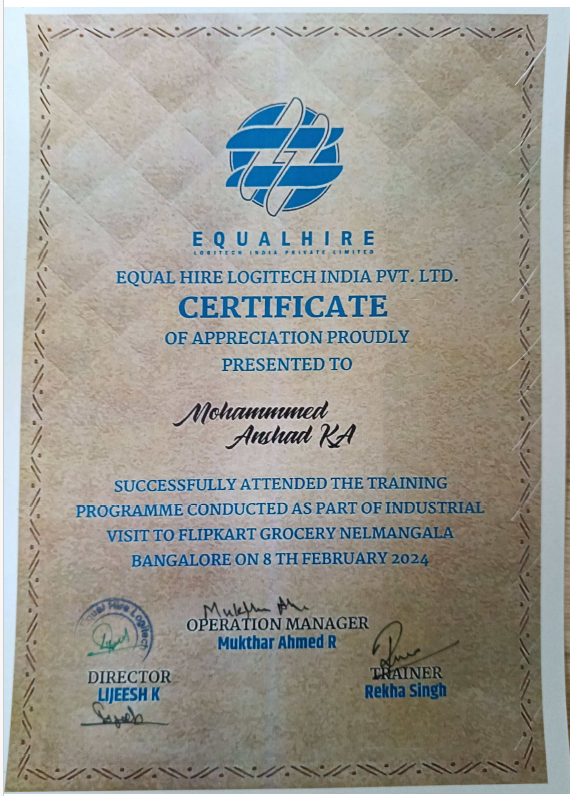 EQUALHIRE
LOGITECH INDIA PRIVATE LIMITED
EQUAL HIRE LOGITECH INDIA PVT. LTD.
CERTIFICATE
OF APPRECIATION PROUDLY
PRESENTED TO
Mohammmed
Anshad KA
SUCCESSFULLY ATTENDED THE TRAINING
PROGRAMME CONDUCTED AS PART OF INDUSTRIAL
VISIT TO FLIPKART GROCERY NELMANGALA
BANGALORE ON 8 TH FEBRUARY 2024
Equal Hire Logitech
OPERATION MANAGER
Mukthar Ahmed R
DIRECTOR
LIJEESH K
TRAINER
Rekha Singh